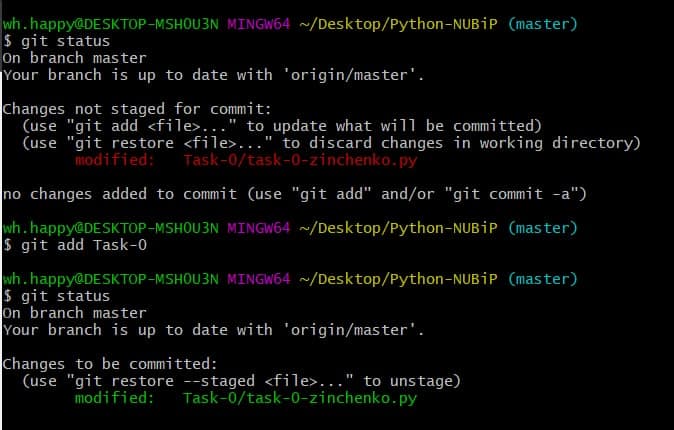 wh.happy@DESKTOP-MSH0U3N MINGW64 ~/Desktop/Python-NUBiP (master)
$ git status
On branch master
Your branch is up to date with 'origin/master'.
Changes not staged for commit:
  (use "git add <file>..." to update what will be committed)
  (use "git restore <file>..." to discard changes in working directory)
        modified:   Task-0/task-0-zinchenko.py
no changes added to commit (use "git add" and/or "git commit -a")
wh.happy@DESKTOP-MSH0U3N MINGW64 ~/Desktop/Python-NUBiP (master)
$ git add Task-0
wh.happy@DESKTOP-MSH0U3N MINGW64 ~/Desktop/Python-NUBiP (master)
$ git status
On branch master
Your branch is up to date with 'origin/master'.
Changes to be committed:
  (use "git restore --staged <file>..." to unstage)
        modified:   Task-0/task-0-zinchenko.py